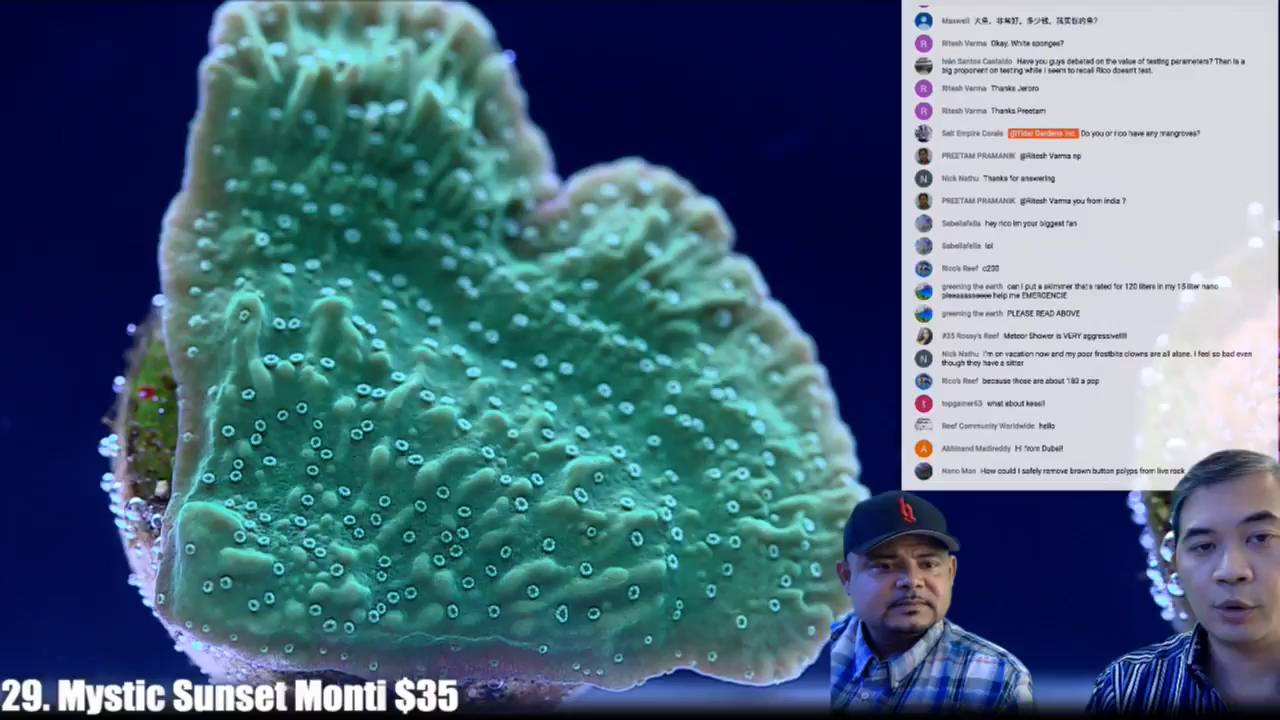 Maxwell 大鱼，非常好，多少钱，我买你的鱼？
Ritesh Varma Okay. White sponges?
Iván Santos Castaldo Have you guys debated on the value of testing parameters? Then is a
big proponent on testing while I seem to recall Rico doesn't test.
Ritesh Varma Thanks Jeroro
Ritesh Varma Thanks Preetam
Salt Empire Corals @Tidal Gardens Inc. Do you or rico have any mangroves?
PREETAM PRAMANIK @Ritesh Varma np
Nick Nathu Thanks for answering
PREETAM PRAMANIK @Ritesh Varma you from india ?
Sabellafella hey rico im your biggest fan
Sabellafella lol
Rico's Reef c200
greening the earth can I put a skimmer that's rated for 120 liters in my 15 liter nano
pleeaaaseeee help me EMERGENCIE
greening the earth PLEASE READ ABOVE
#35 Rossy's Reef Meteor Shower is VERY aggressive!!!!
Nick Nathu I'm on vacation now and my poor frostbite clowns are all alone. I feel so bad even
though they have a sitter
Rico's Reef because those are about 180 a pop
topgamer63 what about kessil
Reef Community Worldwide hello
Abhinand Madireddy Hi from Dubai!
Nano Man How could I safely remove brown button polyps from live rock
29. Mystic Sunset Monti $35